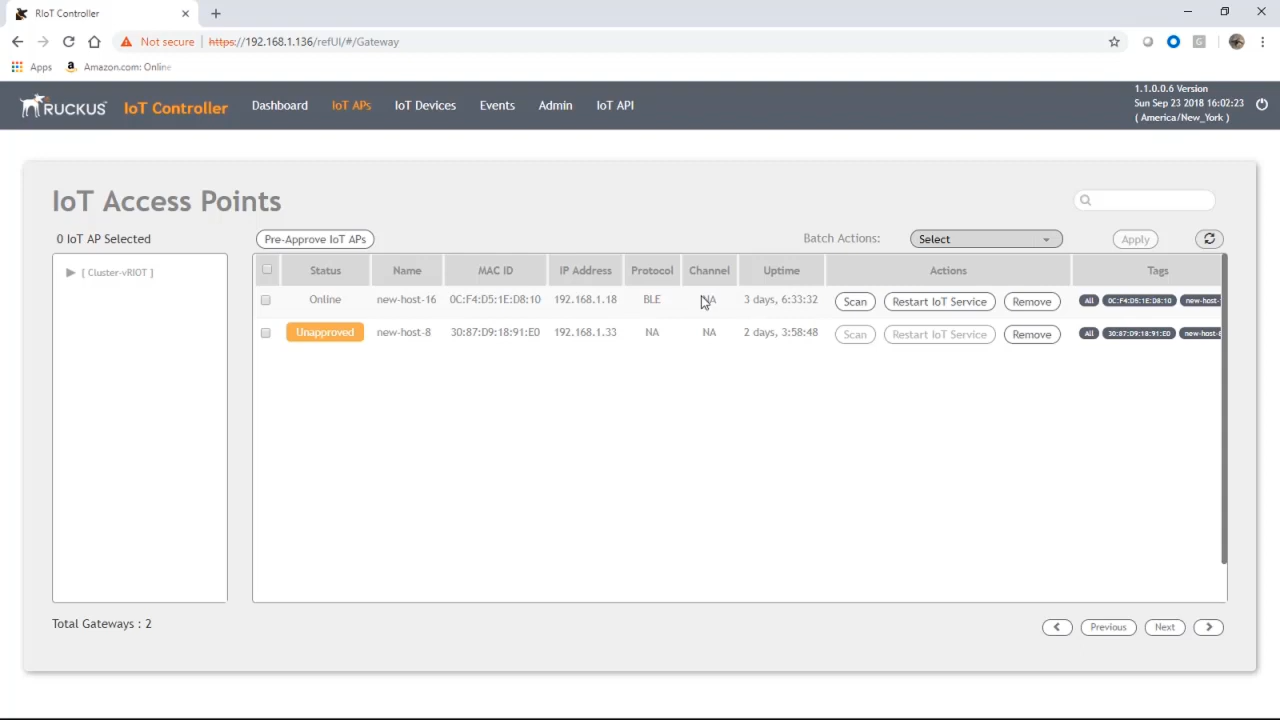 RIoT Controller
Not secure | https://192.168.1.136/refUI/#/Gateway
Apps Amazon.com: Online
RUCKUS IoT Controller Dashboard IoT APs IoT Devices Events Admin IoT API
1.1.0.0.6 Version
Sun Sep 23 2018 16:02:23
( America/New_York )
IoT Access Points
0 IoT AP Selected Pre-Approve IoT APs Batch Actions: Select Apply
[ Cluster-vRIOT ]
Status Name MAC ID IP Address Protocol Channel Uptime Actions Tags
Online new-host-16 0C:F4:D5:1E:D8:10 192.168.1.18 BLE NA 3 days, 6:33:32 Scan Restart IoT Service Remove All 0C:F4:D5:1E:D8:10 new-host-
Unapproved new-host-8 30:87:D9:18:91:E0 192.168.1.33 NA NA 2 days, 3:58:48 Scan Restart IoT Service Remove All 30:87:D9:18:91:E0 new-host-8
Total Gateways : 2
Previous Next